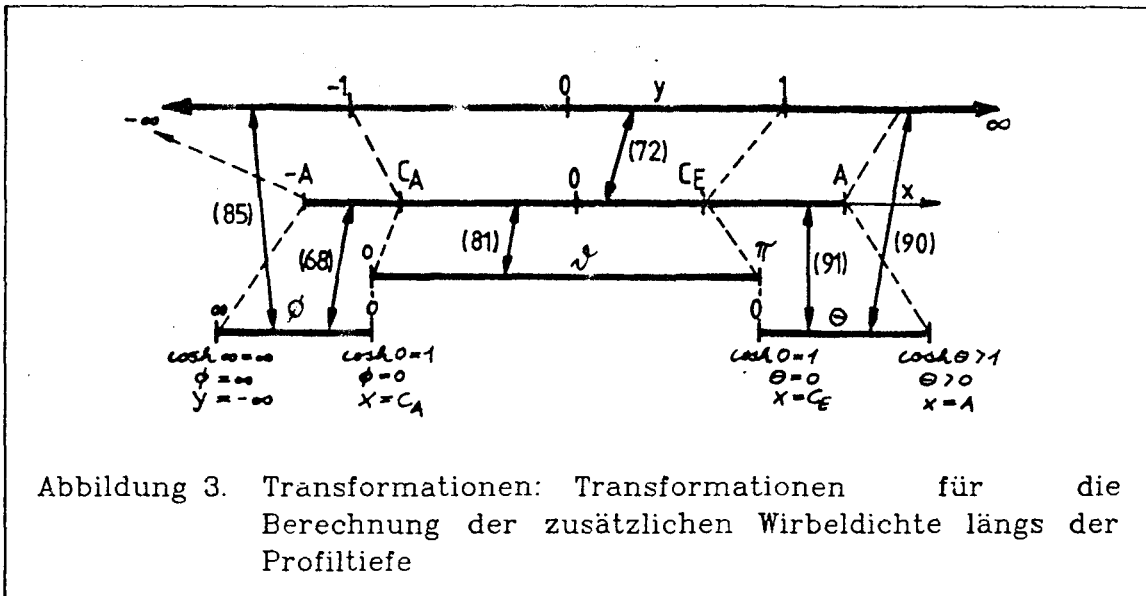 -1 0 y 1
-∞ ∞
(72)
-A C_A 0 C_E A x
(85) (68) (81) (91) (90)
0 ϑ π
∞ ϕ 0 0 Θ
cosh ∞ = ∞ cosh 0 = 1 cosh 0 = 1 cosh Θ > 1
ϕ = ∞ ϕ = 0 Θ = 0 Θ > 0
y = -∞ x = C_A x = C_E x = A
Abbildung 3. Transformationen: Transformationen für die
Berechnung der zusätzlichen Wirbeldichte längs der
Profiltiefe